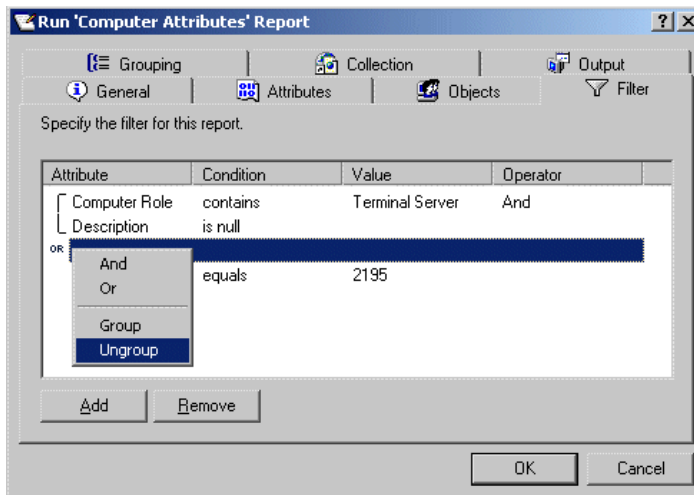 Run 'Computer Attributes' Report
Grouping Collection Output
General Attributes Objects Filter
Specify the filter for this report.
Attribute Condition Value Operator
Computer Role contains Terminal Server And
Description is null
OR
And
equals 2195
Or
Group
Ungroup
Add Remove
OK Cancel